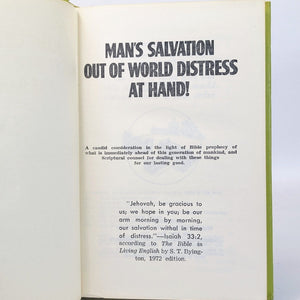 MAN'S SALVATION
OUT OF WORLD DISTRESS
AT HAND!
A candid consideration in the light of Bible prophecy of
what is immediately ahead of this generation of mankind, and
Scriptural counsel for dealing with these things
for our lasting good.
"Jehovah, be gracious to
us; we hope in you; be our
arm morning by morning,
our salvation withal in time
of distress."—Isaiah 33.2,
according to The Bible in
Living English by S. T. Bying-
ton, 1972 edition.